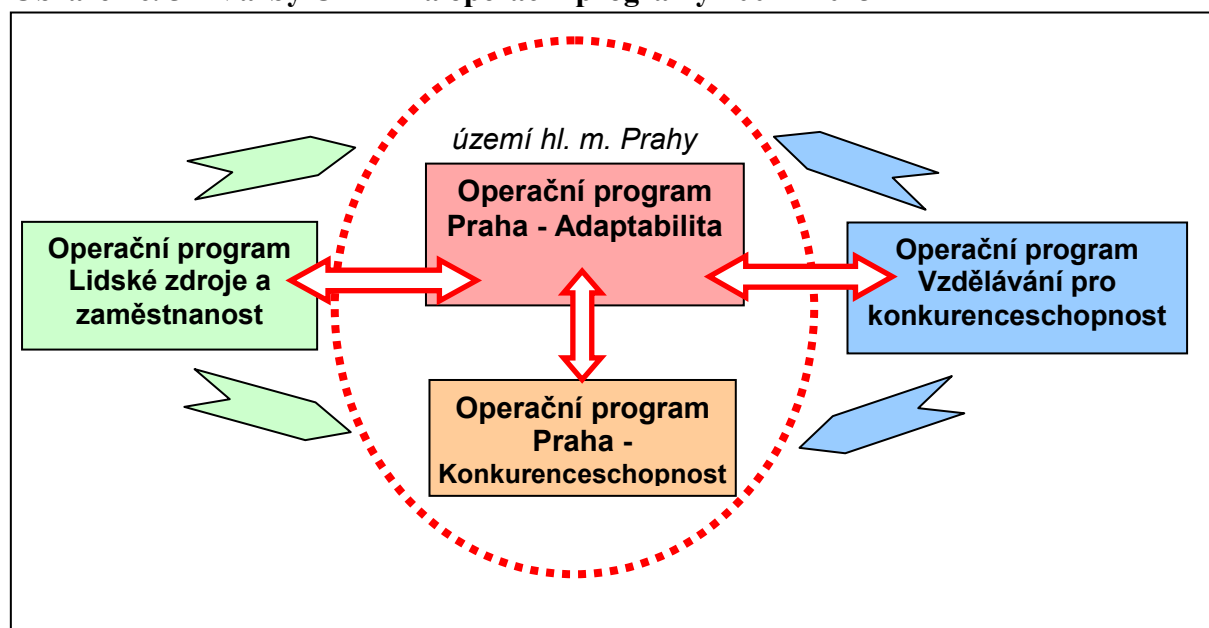 území hl. m. Prahy
Operační program
Praha - Adaptabilita
Operační program
Lidské zdroje a
zaměstnanost
Operační program
Vzdělávání pro
konkurenceschopnost
Operační program
Praha -
Konkurenceschopnost